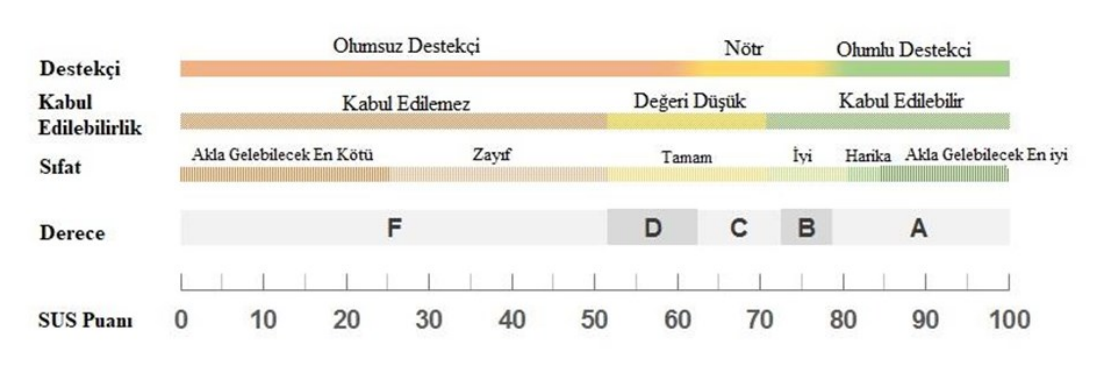 Destekçi
Olumsuz Destekçi Nötr Olumlu Destekçi
Kabul
Edilebilirlik
Kabul Edilemez Değeri Düşük Kabul Edilebilir
Sıfat
Akla Gelebilecek En Kötü Zayıf Tamam İyi Harika Akla Gelebilecek En iyi
Derece
F D C B A
SUS Puanı
0 10 20 30 40 50 60 70 80 90 100